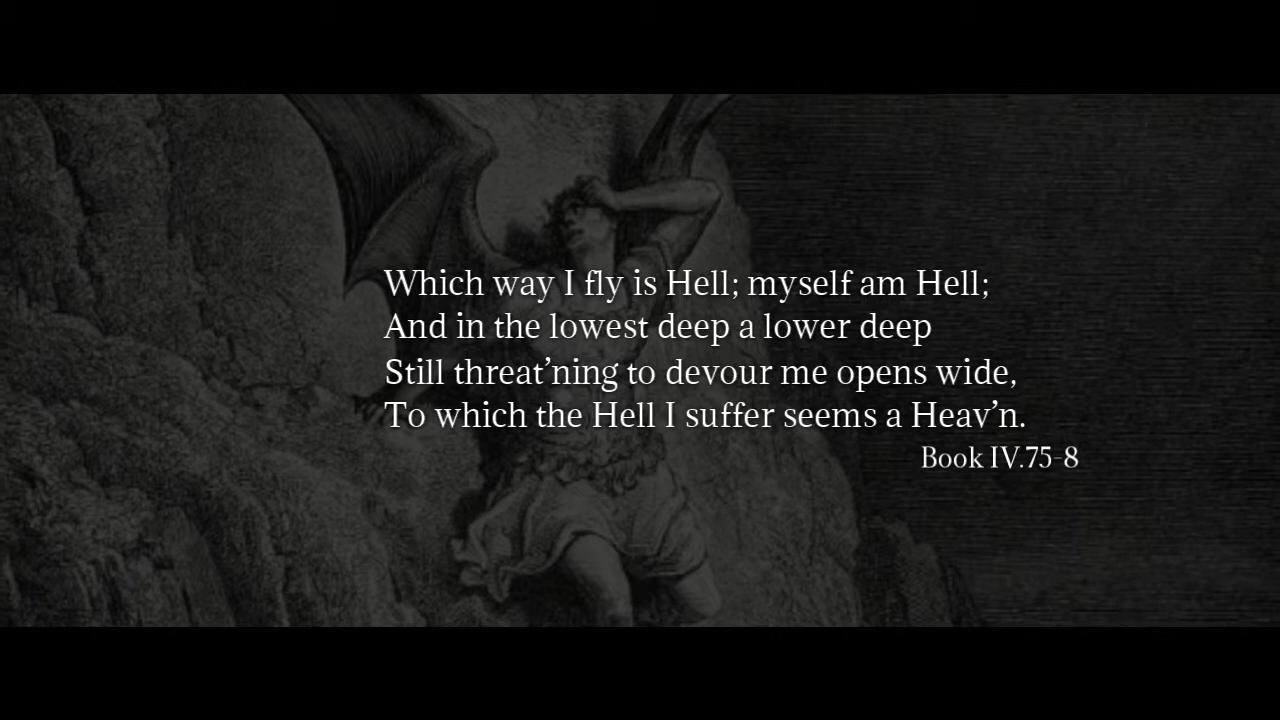 Which way I fly is Hell; myself am Hell;
And in the lowest deep a lower deep
Still threat’ning to devour me opens wide,
To which the Hell I suffer seems a Heav’n.
Book IV.75-8